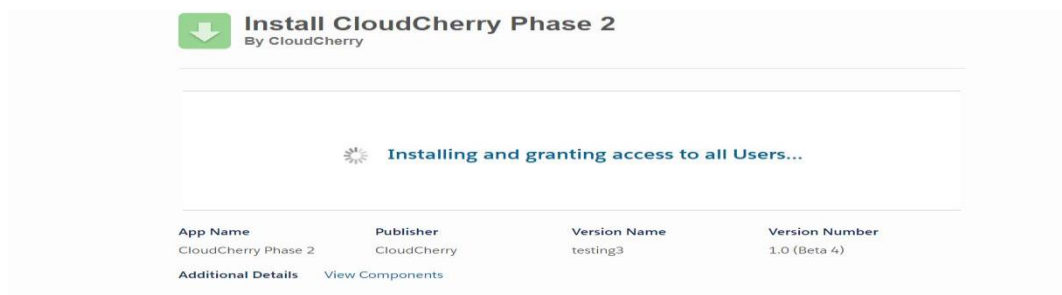 Install CloudCherry Phase 2
By CloudCherry
Installing and granting access to all Users...
App Name Publisher Version Name Version Number
CloudCherry Phase 2 CloudCherry testing3 1.0 (Beta 4)
Additional Details View Components